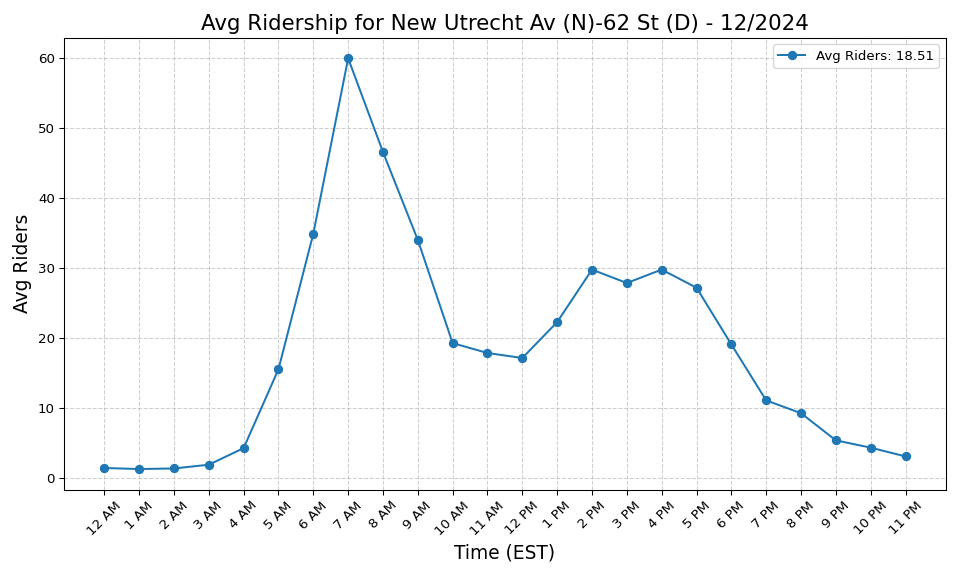 Avg Ridership for New Utrecht Av (N)-62 St (D) - 12/2024
Avg Riders: 18.51
Avg Riders
60
50
40
30
20
10
0
12 AM 1 AM 2 AM 3 AM 4 AM 5 AM 6 AM 7 AM 8 AM 9 AM 10 AM 11 AM 12 PM 1 PM 2 PM 3 PM 4 PM 5 PM 6 PM 7 PM 8 PM 9 PM 10 PM 11 PM
Time (EST)